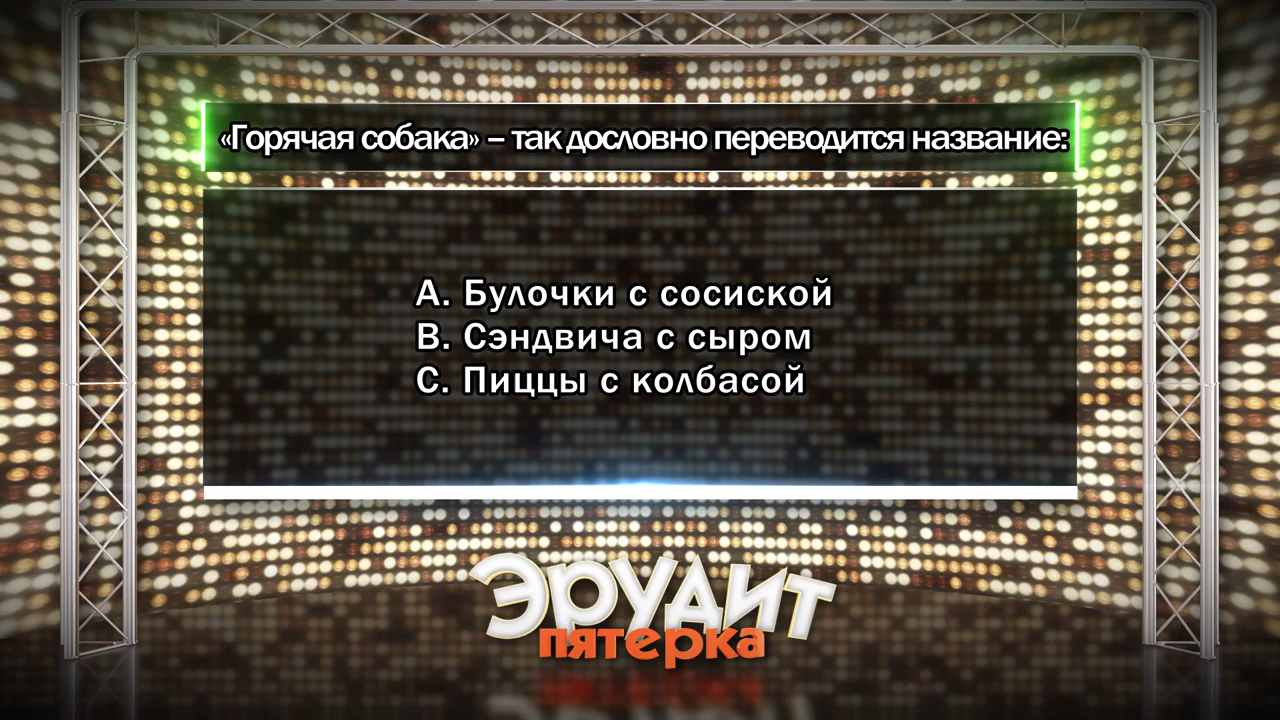 «Горячая собака» – так дословно переводится название:
A. Булочки с сосиской
B. Сэндвича с сыром
C. Пиццы с колбасой
Эрудит
пятерка